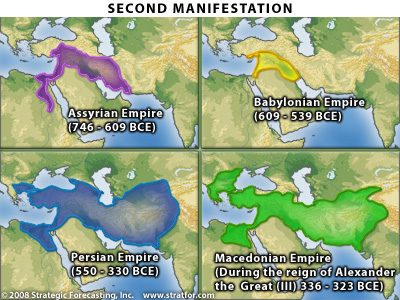 SECOND MANIFESTATION
Assyrian Empire
(746 - 609 BCE)
Babylonian Empire
(609 - 539 BCE)
Persian Empire
(550 - 330 BCE)
Macedonian Empire
(During the reign of Alexander
the Great (III) 336 - 323 BCE)
© 2008 Strategic Forecasting, Inc. www.stratfor.com